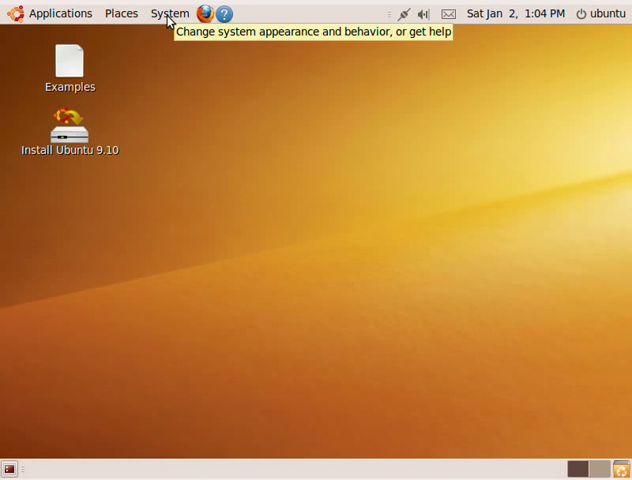 Applications Places System ? Sat Jan 2, 1:04 PM ubuntu
Change system appearance and behavior, or get help
Examples
Install Ubuntu 9.10